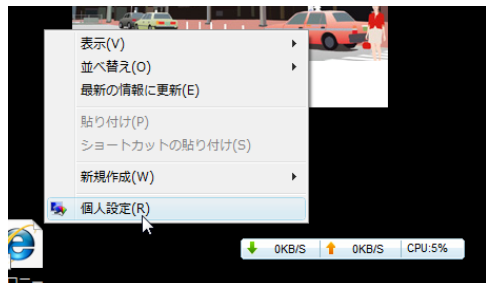 表示(V)
並べ替え(O)
最新の情報に更新(E)
貼り付け(P)
ショートカットの貼り付け(S)
新規作成(W)
個人設定(R)
0KB/S 0KB/S CPU:5%